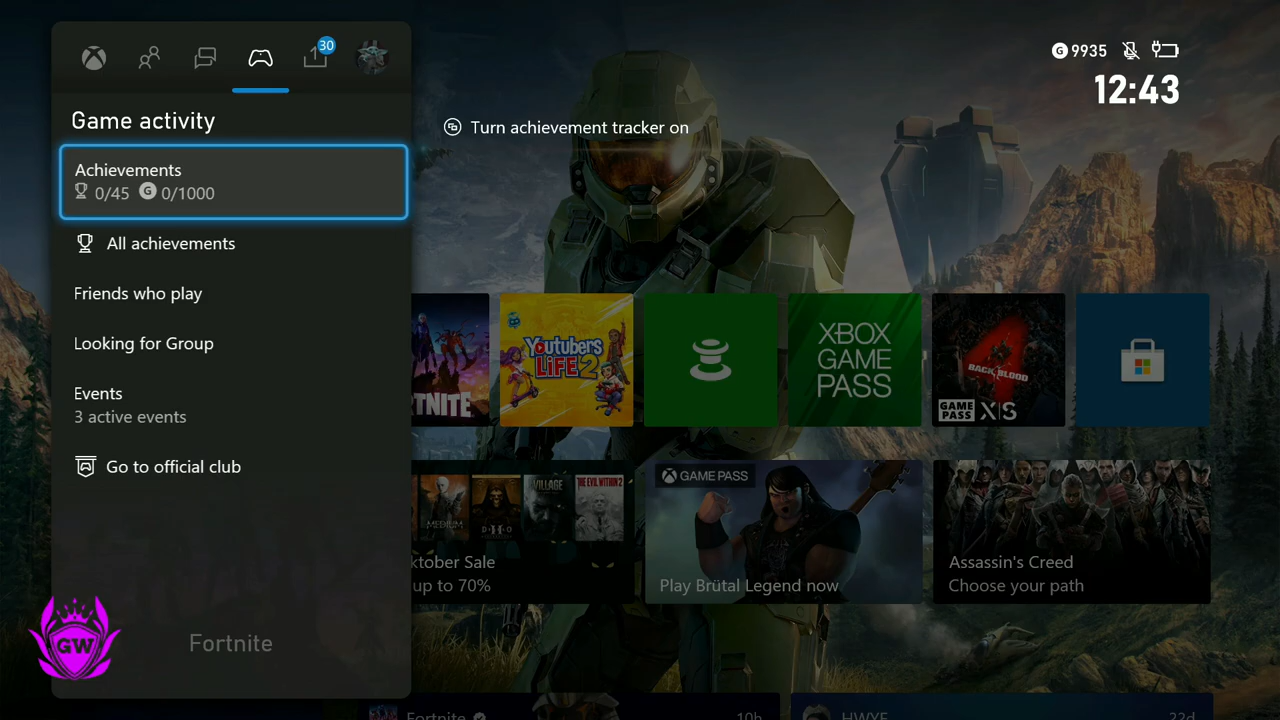 30
G 9935
12:43
Game activity
Turn achievement tracker on
Achievements
0/45 G 0/1000
All achievements
Friends who play
Looking for Group
Events
3 active events
Go to official club
Fortnite
GW
RTNITE
Youtubers
LIFE 2
XBOX
GAME
PASS
4
BACK BLOOD
GAME
PASS
X|S
MEDIUM
VILLAGE
THE EVIL WITHIN 2
ktober Sale
up to 70%
GAME PASS
Play Brütal Legend now
Assassin's Creed
Choose your path
Fortnite
10h
HWYF
22d